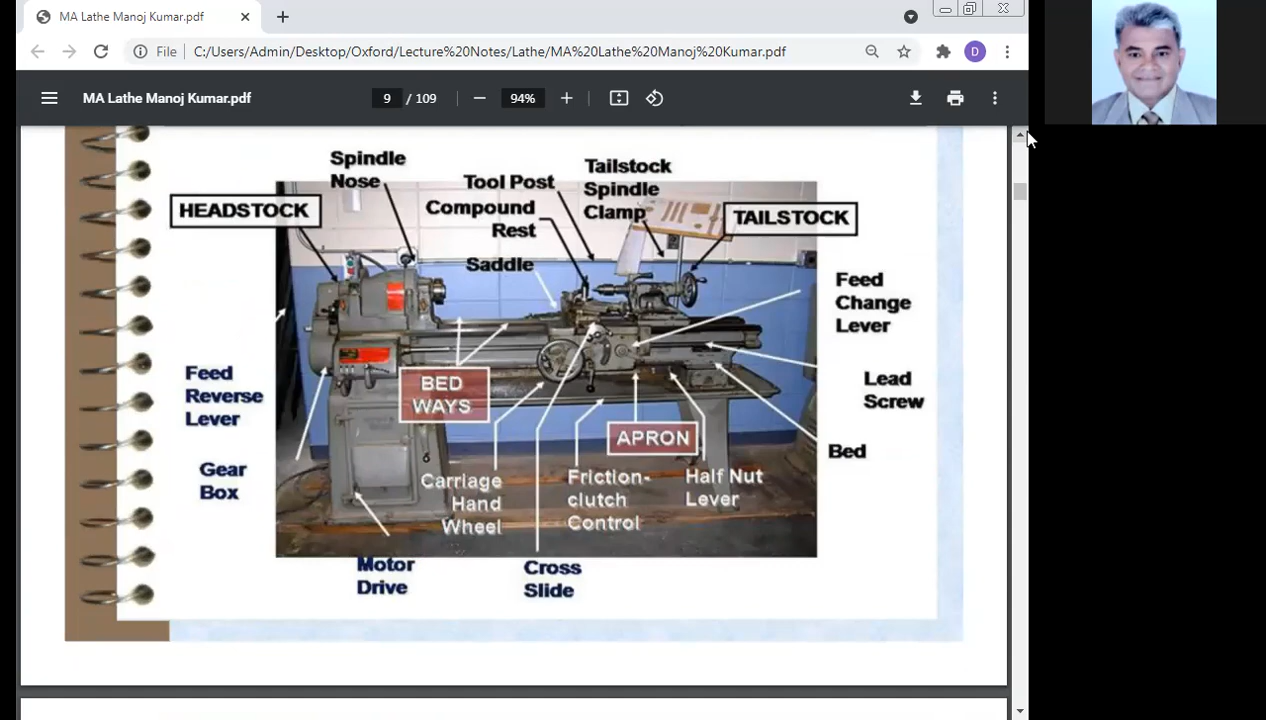 MA Lathe Manoj Kumar.pdf
File
C:/Users/Admin/Desktop/Oxford/Lecture%20Notes/Lathe/MA%20Lathe%20Manoj%20Kumar.pdf
D
MA Lathe Manoj Kumar.pdf
9 / 109
94%
Spindle
Nose
Tool Post
Tailstock
Spindle
Clamp
HEADSTOCK
Compound
Rest
TAILSTOCK
Saddle
Feed
Change
Lever
Feed
Reverse
Lever
BED
WAYS
Lead
Screw
APRON
Bed
Gear
Box
Carriage
Hand
Wheel
Friction-
clutch
Control
Half Nut
Lever
Motor
Drive
Cross
Slide